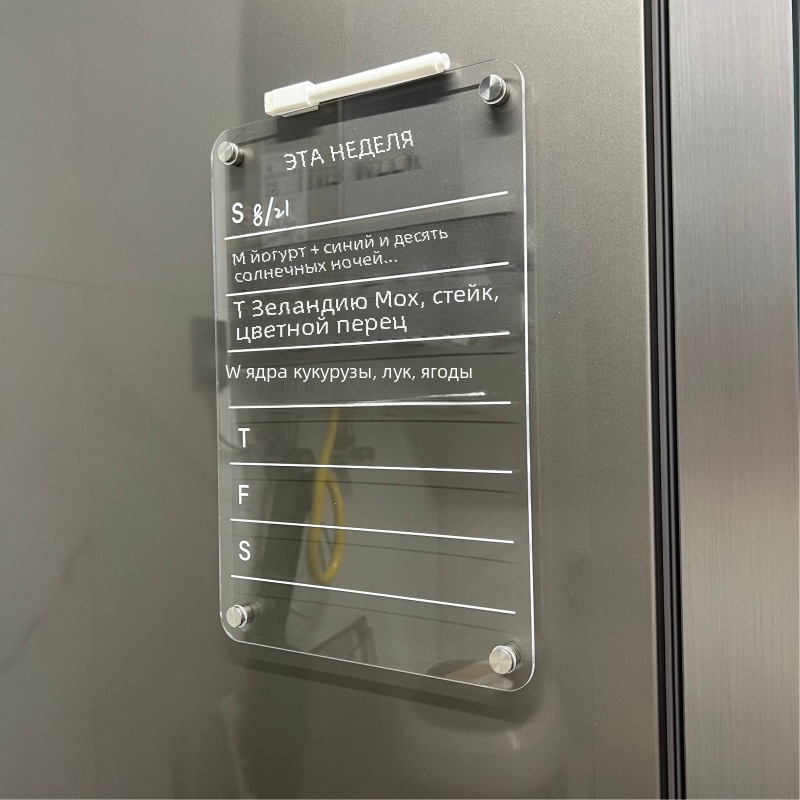 ЭТА НЕДЕЛЯ
S 8/21
М йогурт + синий и десять
солнечных ночей...
Т Зеландию Мох, стейк,
цветной перец
W ядра кукурузы, лук, ягоды
T
F
S